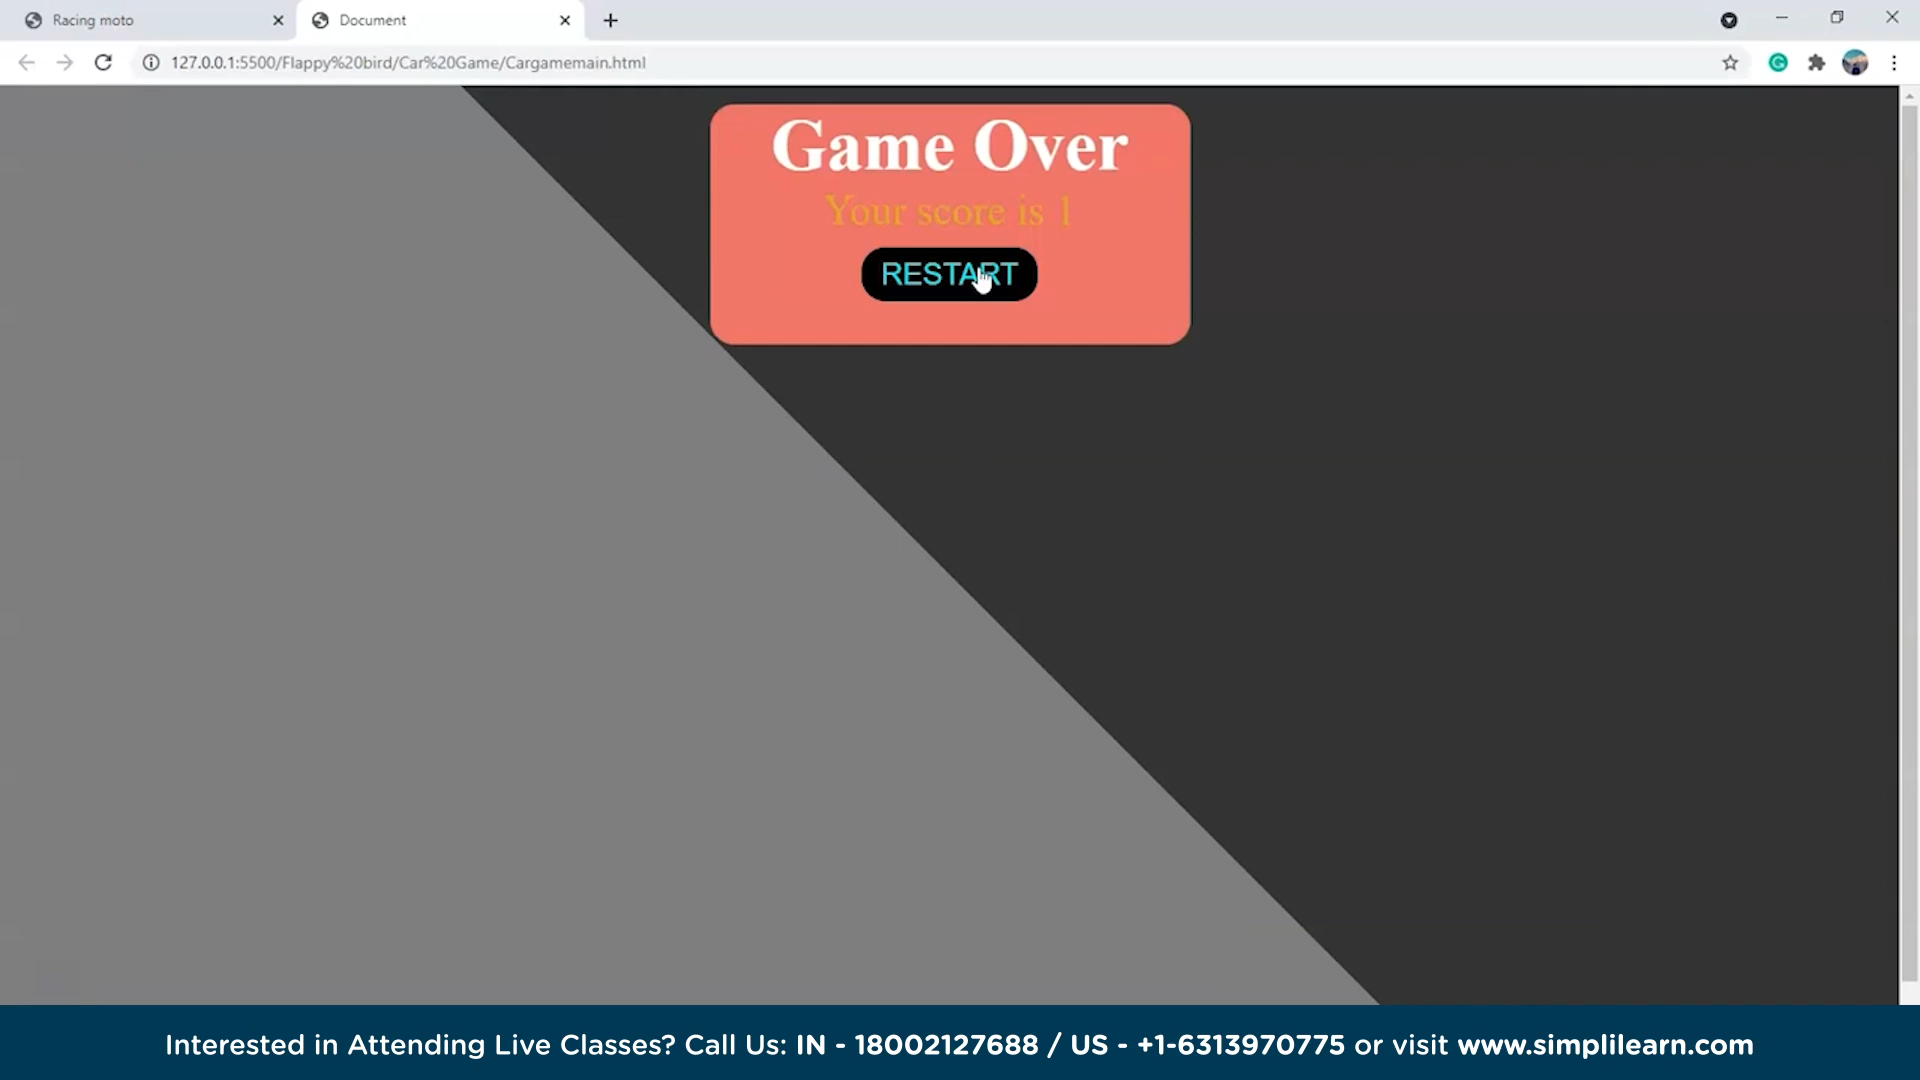 Racing moto
Document
127.0.0.1:5500/Flappy%20bird/Car%20Game/Cargamemain.html
Game Over
Your score is 1
RESTART
Interested in Attending Live Classes? Call Us: IN - 18002127688 / US - +1-6313970775 or visit www.simplilearn.com